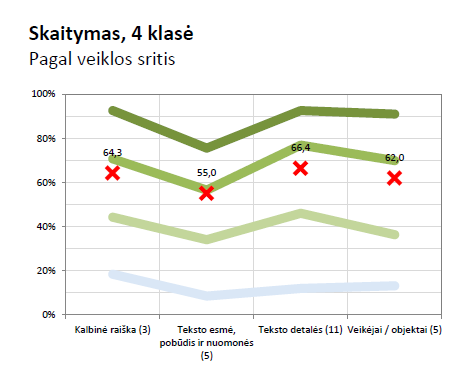 Skaitymas, 4 klasė
Pagal veiklos sritis
100%
80%
60%
40%
20%
0%
64,3
55,0
66,4
62,0
Kalbinė raiška (3)
Teksto esmė,
pobūdis ir nuomonės
(5)
Teksto detalės (11)
Veikėjai / objektai (5)